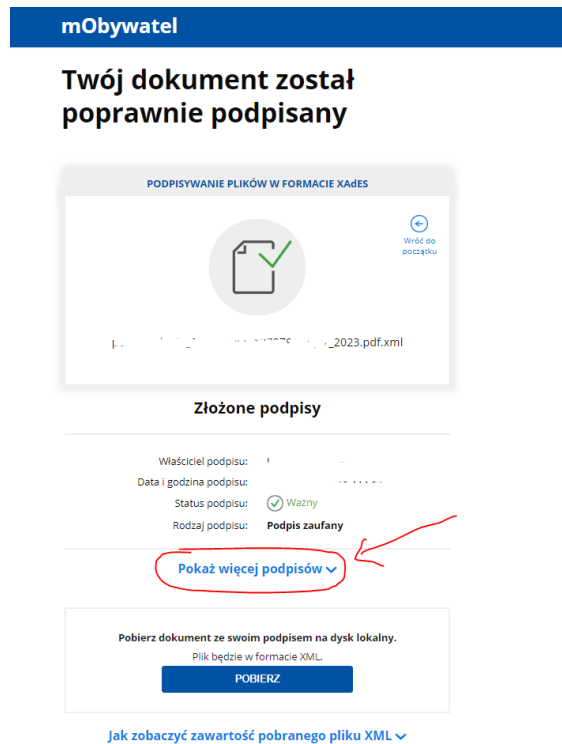 mObywatel
Twój dokument został
poprawnie podpisany
PODPISYWANIE PLIKÓW W FORMACIE XAdES
Wróć do
początku
_2023.pdf.xml
Złożone podpisy
Właściciel podpisu:
Data i godzina podpisu:
Status podpisu: Ważny
Rodzaj podpisu: Podpis zaufany
Pokaż więcej podpisów
Pobierz dokument ze swoim podpisem na dysk lokalny.
Plik będzie w formacie XML.
POBIERZ
Jak zobaczyć zawartość pobranego pliku XML